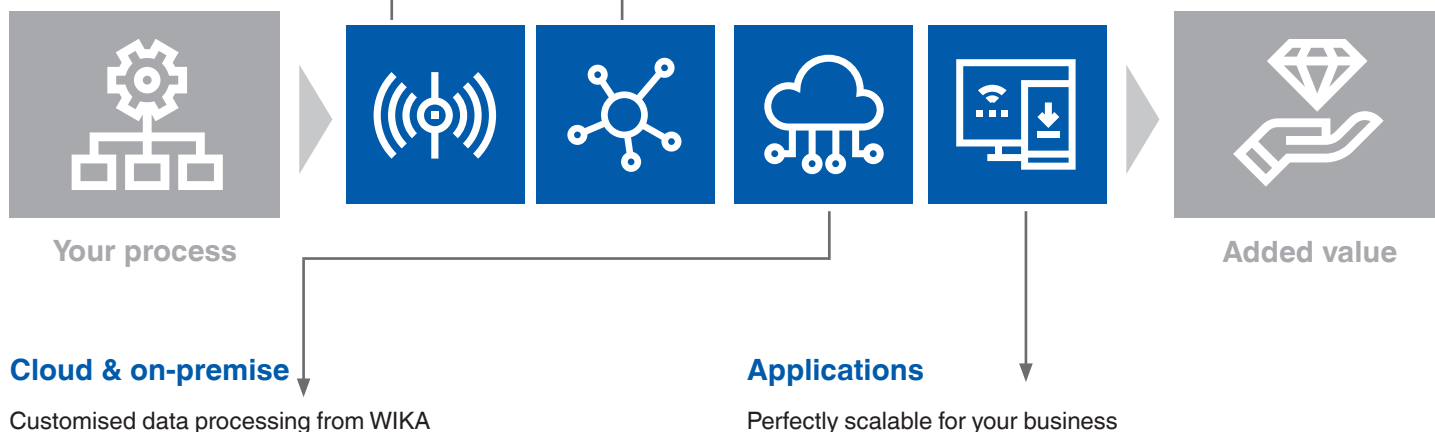 Your process
Added value
Cloud & on-premise
Applications
Customised data processing from WIKA
Perfectly scalable for your business